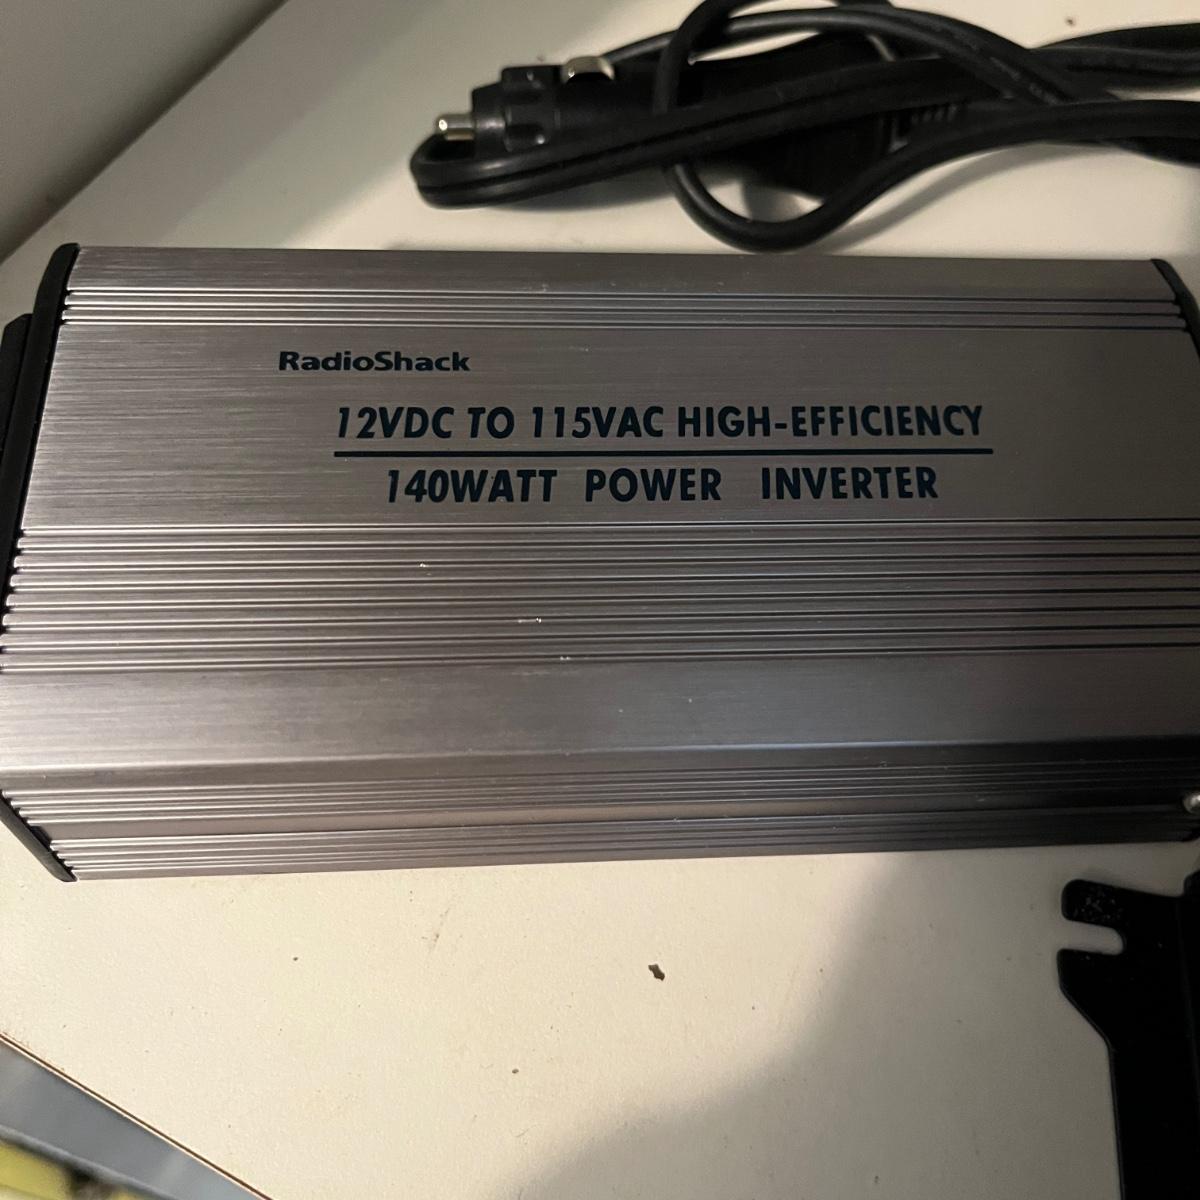 RadioShack
12VDC TO 115VAC HIGH-EFFICIENCY
140WATT POWER INVERTER